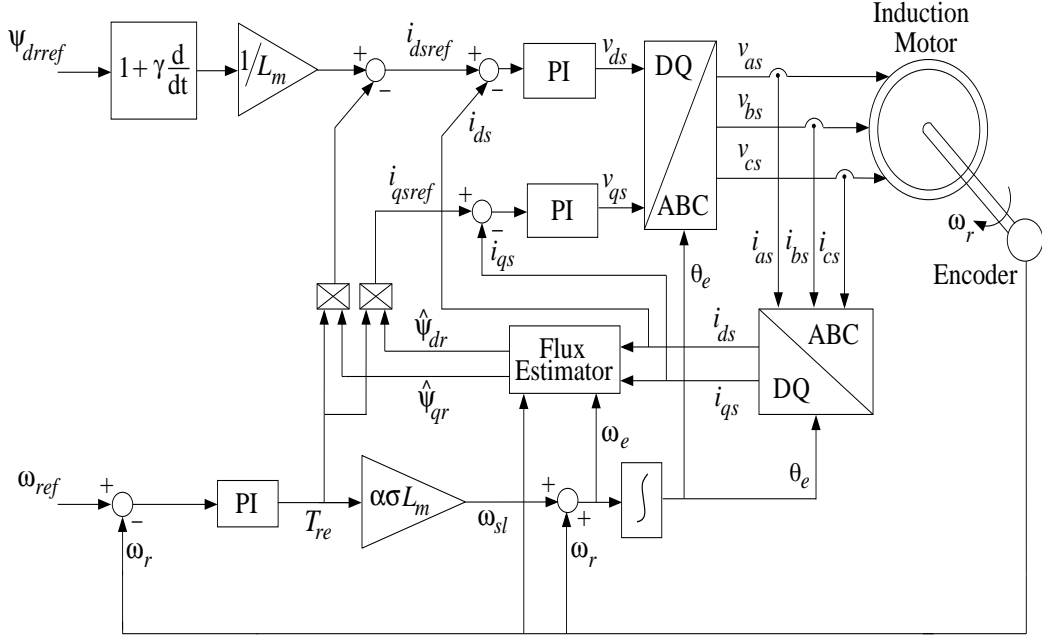 Induction
Motor
ψdrref
1 + γ d/dt
1/Lm
+
−
idsref
+
−
PI
vds
DQ
ABC
vas
vbs
vcs
ids
iqsref
+
−
PI
vqs
iqs
θe
ias
ibs
ics
ωr
Encoder
ψ̂dr
ψ̂qr
Flux
Estimator
ids
iqs
ABC
DQ
ωe
θe
ωref
+
−
ωr
PI
Tre
ασLm
ωsl
+
+
ωr
∫